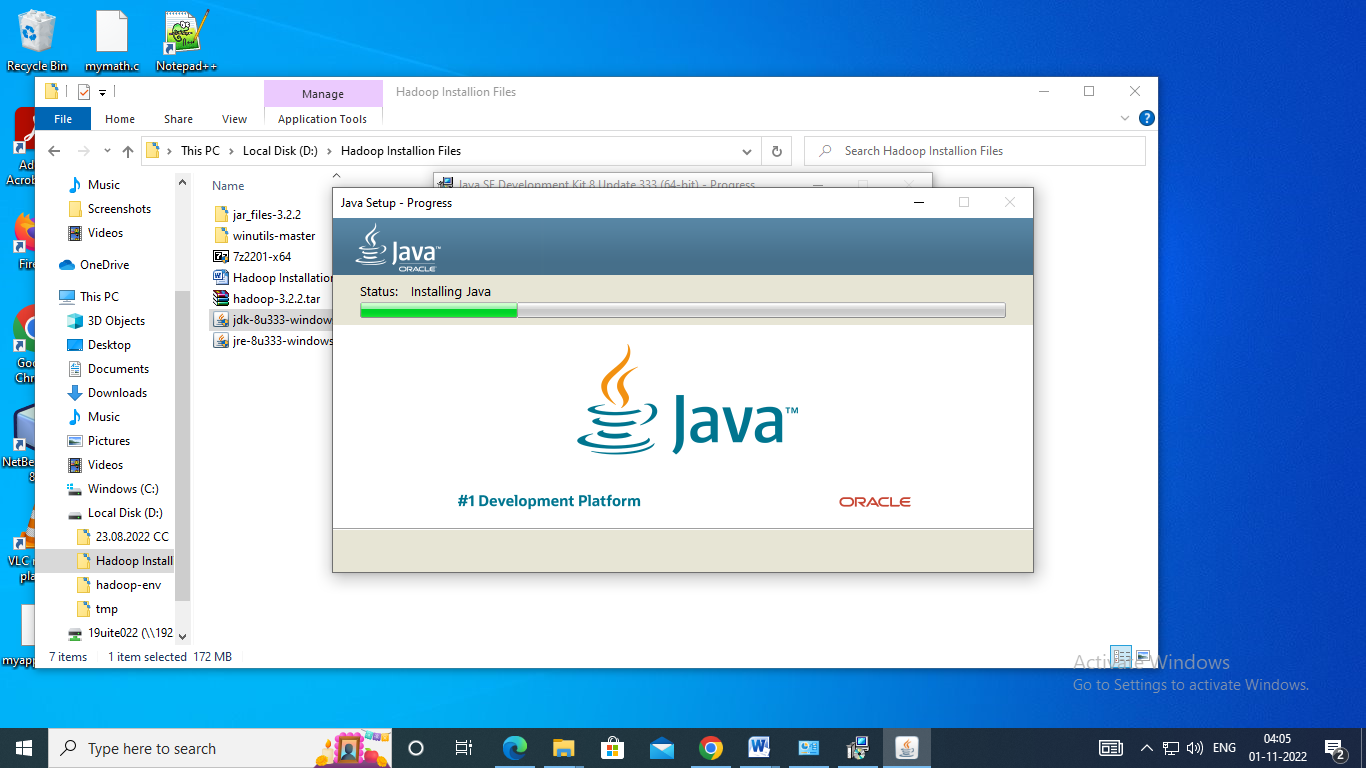 Recycle Bin
mymath.c
Notepad++
Manage
Hadoop Installion Files
File
Home
Share
View
Application Tools
This PC
Local Disk (D:)
Hadoop Installion Files
Search Hadoop Installion Files
Music
Screenshots
Videos
OneDrive
This PC
3D Objects
Desktop
Documents
Downloads
Music
Pictures
Videos
Windows (C:)
Local Disk (D:)
23.08.2022 CC
Hadoop Install
hadoop-env
tmp
19uite022 (\\192
Name
jar_files-3.2.2
winutils-master
7z2201-x64
Hadoop Installation
hadoop-3.2.2.tar
jdk-8u333-window
jre-8u333-windows
Java SE Development Kit 8 Update 333 (64-bit) - Progress
Java Setup - Progress
Java™
ORACLE
Status: Installing Java
Java™
#1 Development Platform
ORACLE
7 items
1 item selected 172 MB
Activate Windows
Go to Settings to activate Windows.
Type here to search
ENG
04:05
01-11-2022
2